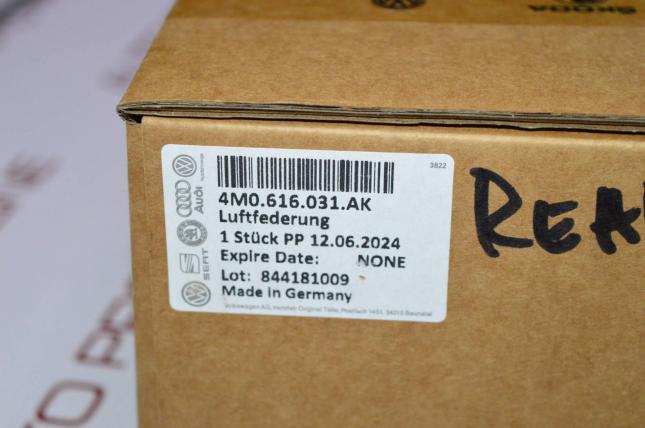 ŠKODA
3822
4M0.616.031.AK
Luftfederung
1 Stück PP 12.06.2024
Expire Date: NONE
Lot: 844181009
Made in Germany
Volkswagen AG, Vertrieb Original Teile, Postfach 1451, 34219 Baunatal
Audi
SEAT
REA